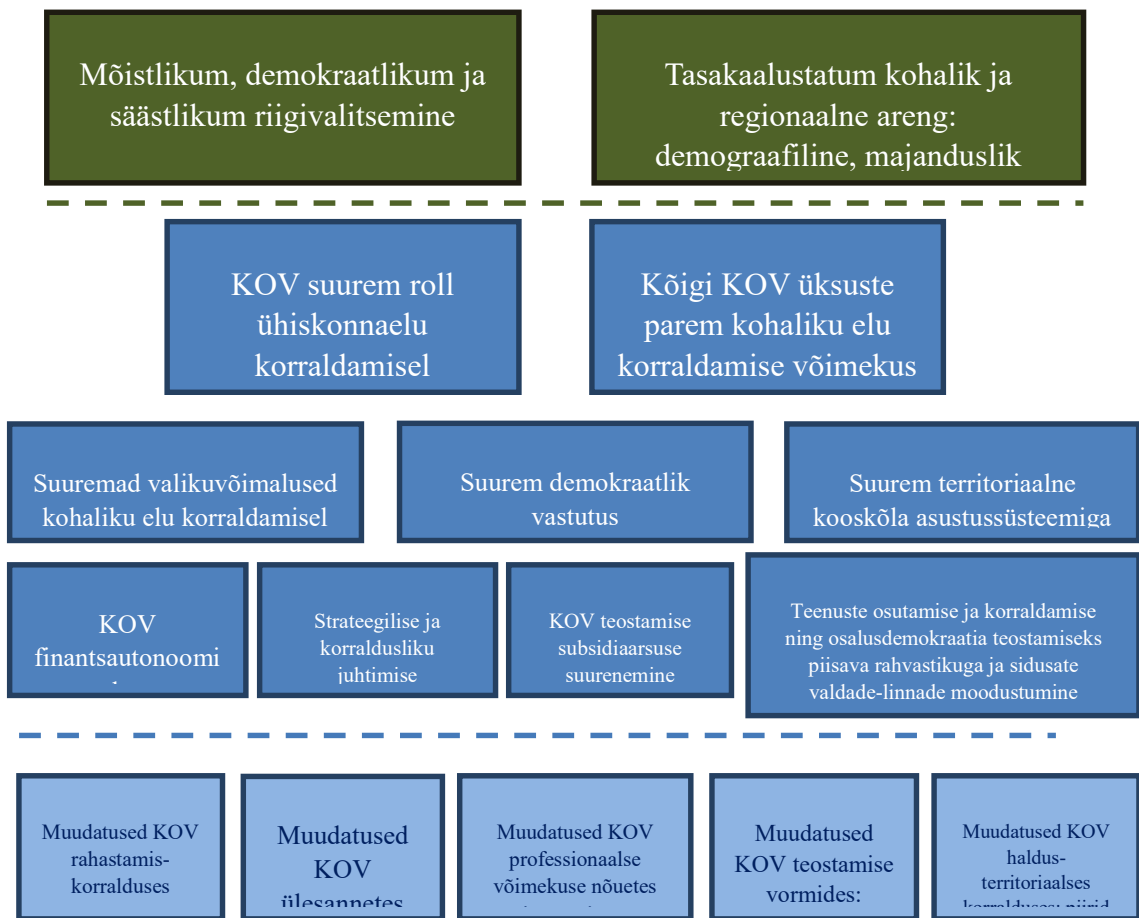 Mõistlikum, demokraatlikum ja
säästlikum riigivalitsemine
Tasakaalustatum kohalik ja
regionaalne areng:
demograafiline, majanduslik
KOV suurem roll
ühiskonnaelu
korraldamisel
Kõigi KOV üksuste
parem kohaliku elu
korraldamise võimekus
Suuremad valikuvõimalused
kohaliku elu korraldamisel
Suurem demokraatlik
vastutus
Suurem territoriaalne
kooskõla asustussüsteemiga
KOV
finantsautonoomi
Strateegilise ja
korraldusliku
juhtimise
KOV teostamise
subsidiaarsuse
suurenemine
Teenuste osutamise ja korraldamise
ning osalusdemokraatia teostamiseks
piisava rahvastikuga ja sidusate
valdade-linnade moodustumine
Muudatused KOV
rahastamis-
korralduses
Muudatused
KOV
ülesannetes
Muudatused KOV
professionaalse
võimekuse nõuetes
Muudatused
KOV teostamise
vormides:
Muudatused KOV
haldus-
territoriaalses
korralduses: piirid